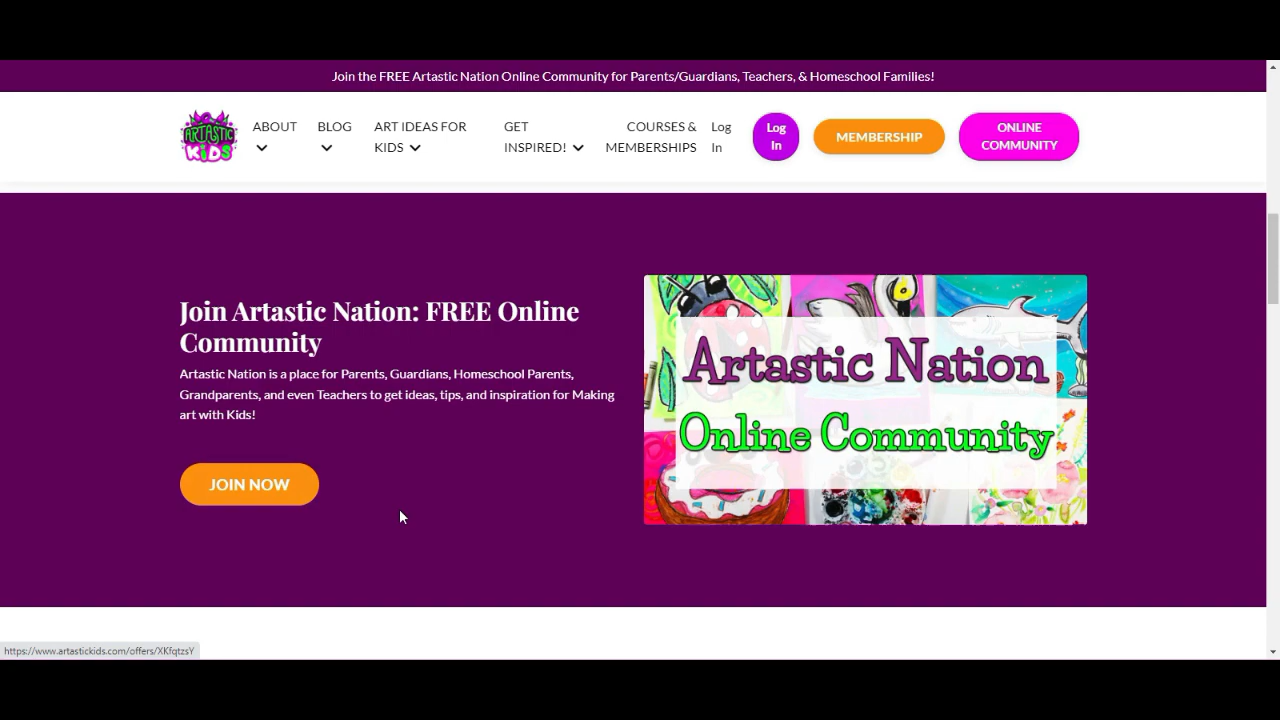 Join the FREE Artastic Nation Online Community for Parents/Guardians, Teachers, & Homeschool Families!
ARTASTIC
KiDS
ABOUT
BLOG
ART IDEAS FOR
KIDS
GET
INSPIRED!
COURSES &
MEMBERSHIPS
Log
In
Log
In
MEMBERSHIP
ONLINE
COMMUNITY
Join Artastic Nation: FREE Online
Community
Artastic Nation is a place for Parents, Guardians, Homeschool Parents,
Grandparents, and even Teachers to get ideas, tips, and inspiration for Making
art with Kids!
JOIN NOW
Artastic Nation
Online Community
https://www.artastickids.com/offers/XKfqtzsY